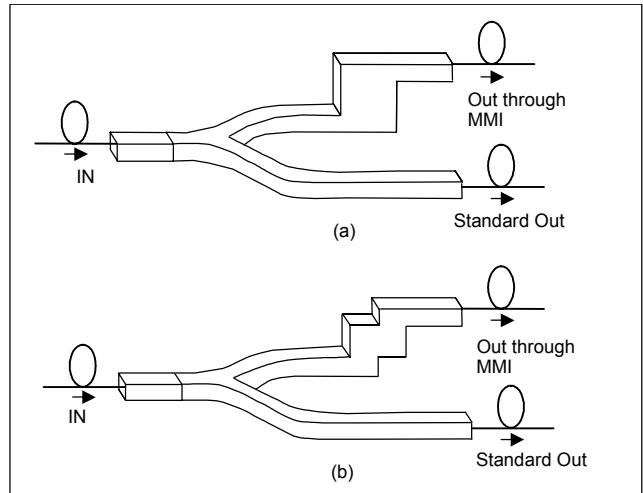 Out through
MMI
IN
Standard Out
(a)
Out through
MMI
IN
Standard Out
(b)